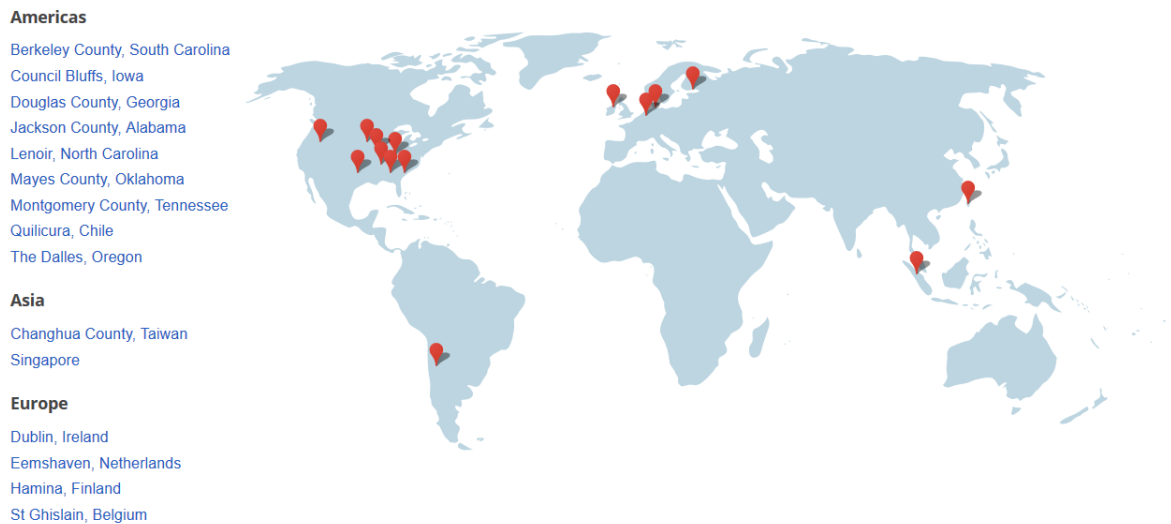 Americas
Berkeley County, South Carolina
Council Bluffs, Iowa
Douglas County, Georgia
Jackson County, Alabama
Lenoir, North Carolina
Mayes County, Oklahoma
Montgomery County, Tennessee
Quilicura, Chile
The Dalles, Oregon
Asia
Changhua County, Taiwan
Singapore
Europe
Dublin, Ireland
Eemshaven, Netherlands
Hamina, Finland
St Ghislain, Belgium